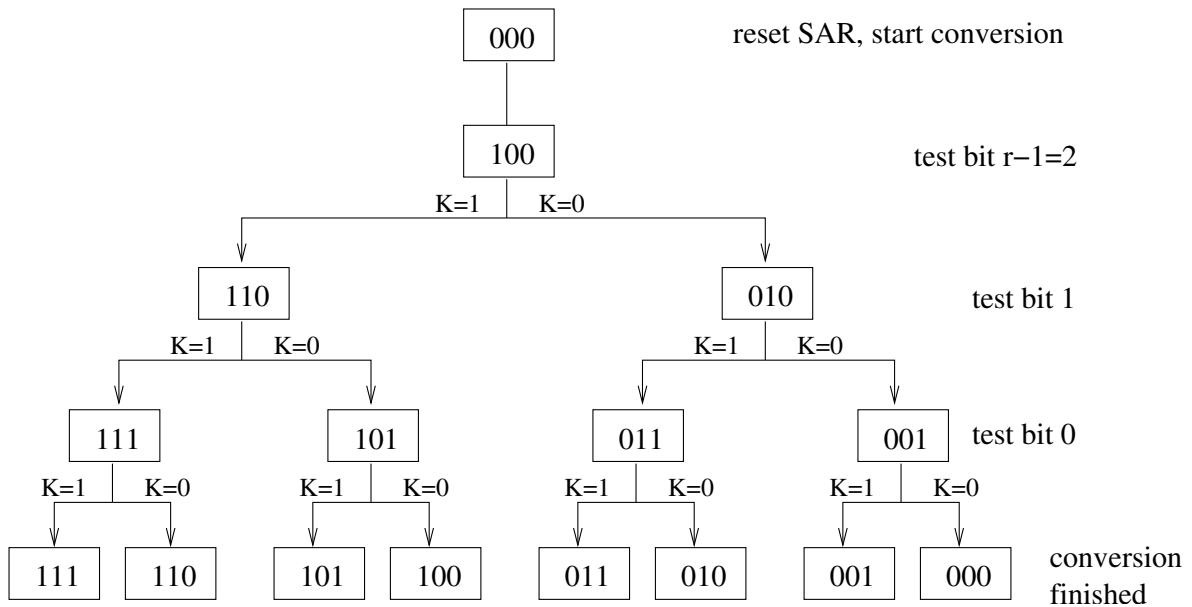 000 reset SAR, start conversion
100 test bit r−1=2
K=1 K=0
110 010 test bit 1
K=1 K=0 K=1 K=0
111 101 011 001 test bit 0
K=1 K=0 K=1 K=0 K=1 K=0 K=1 K=0
111 110 101 100 011 010 001 000 conversion
finished